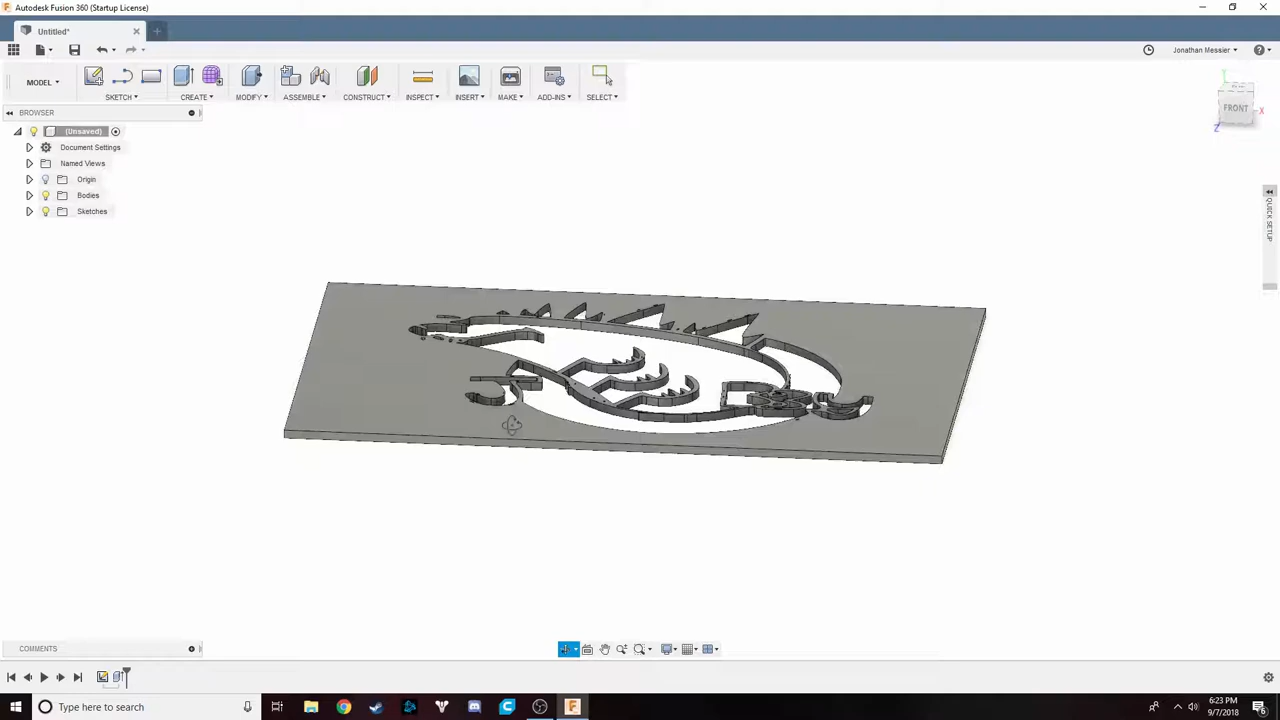 Autodesk Fusion 360 (Startup License)
Untitled*
Jonathan Messier
MODEL
SKETCH
CREATE
MODIFY
ASSEMBLE
CONSTRUCT
INSPECT
INSERT
MAKE
ADD-INS
SELECT
BROWSER
(Unsaved)
Document Settings
Named Views
Origin
Bodies
Sketches
FRONT
X
Y
Z
QUICK SETUP
COMMENTS
Type here to search
6:23 PM
9/7/2018